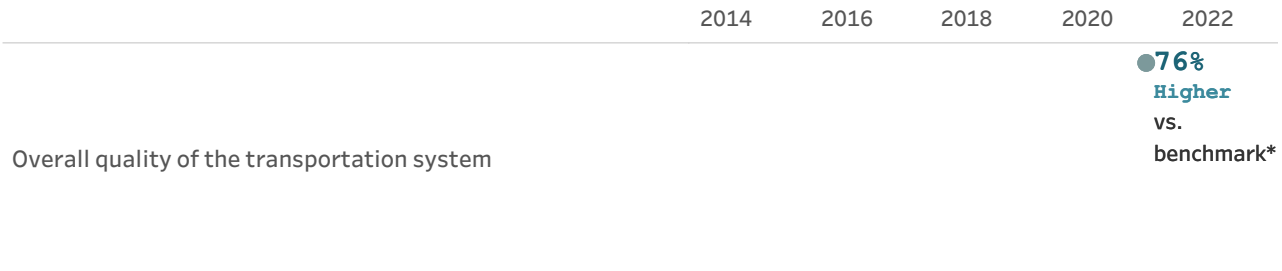 2014 2016 2018 2020 2022
76%
Higher
vs.
benchmark*
Overall quality of the transportation system